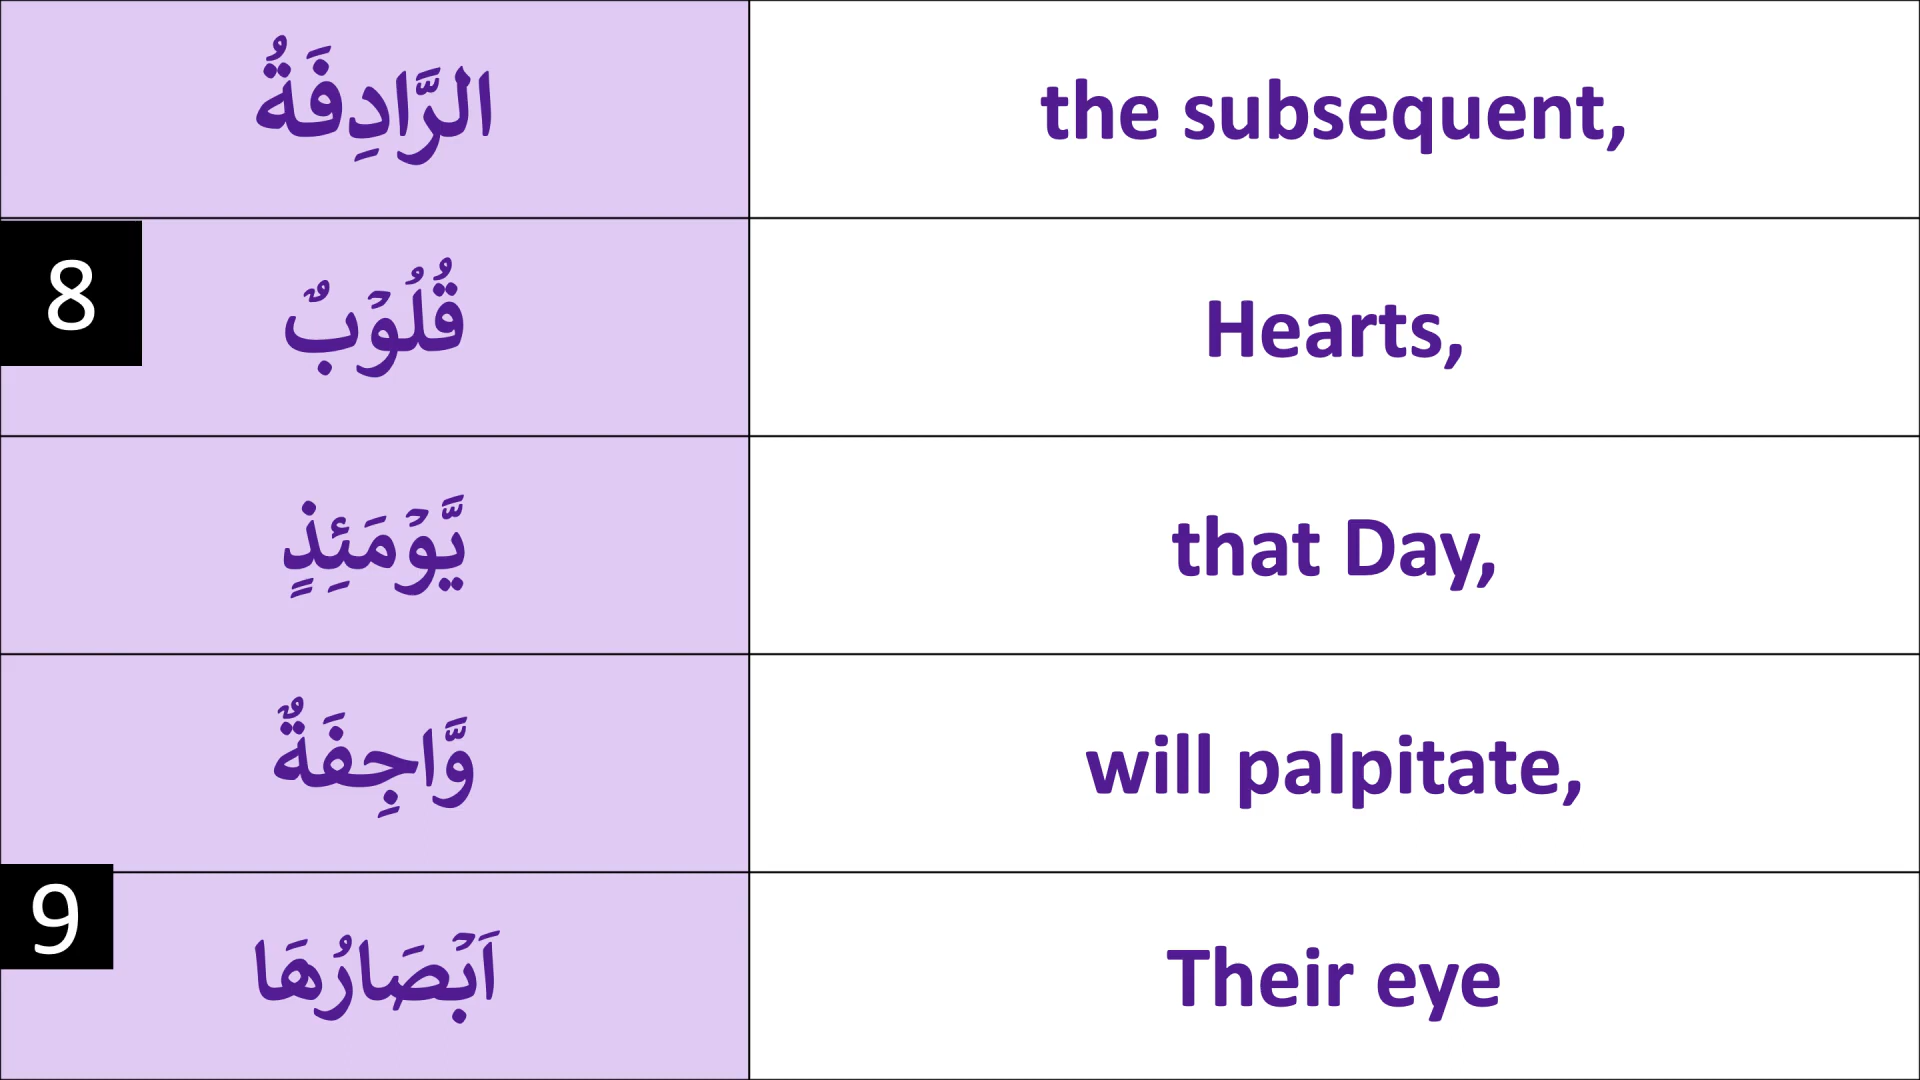 الرَّادِفَةُ
the subsequent,
8
قُلُوۡبٌ
Hearts,
يَّوۡمَئِذٍ
that Day,
وَّاجِفَةٌ
will palpitate,
9
اَبۡصَارُهَا
Their eye